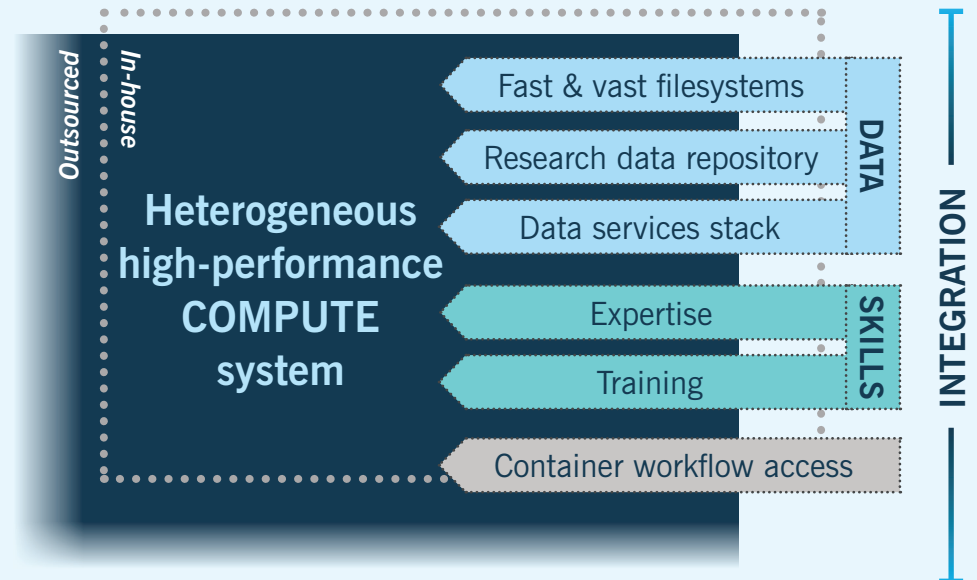 Outsourced
In-house
Heterogeneous
high-performance
COMPUTE
system
Fast & vast filesystems
Research data repository
Data services stack
DATA
Expertise
Training
SKILLS
Container workflow access
INTEGRATION